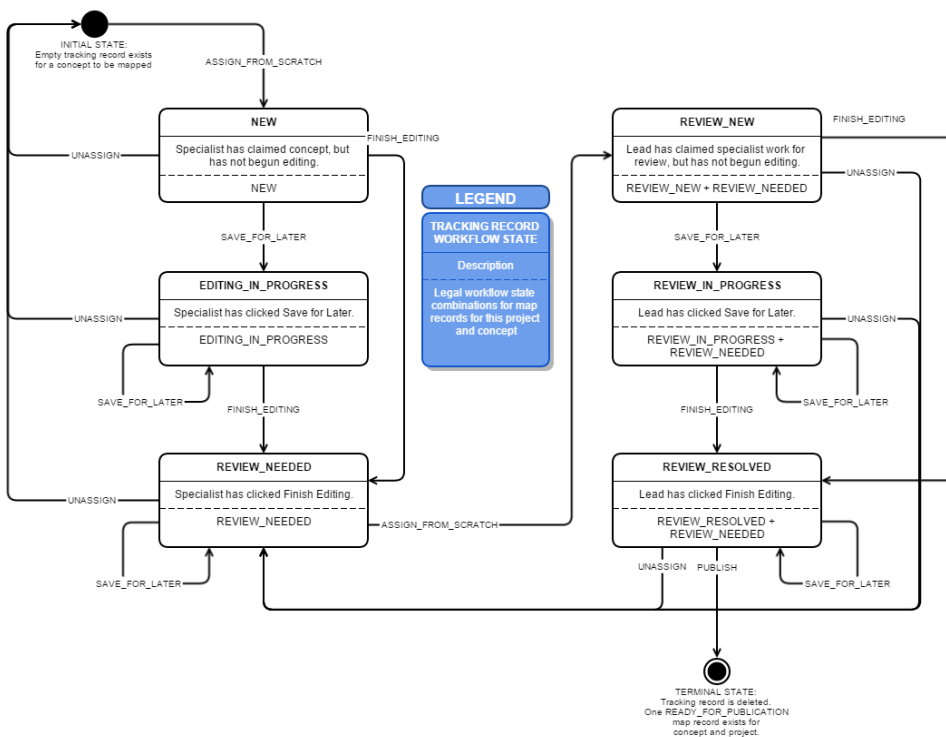 INITIAL STATE:
Empty tracking record exists
for a concept to be mapped
ASSIGN_FROM_SCRATCH
NEW
Specialist has claimed concept, but
has not begun editing.
NEW
FINISH_EDITING
UNASSIGN
SAVE_FOR_LATER
EDITING_IN_PROGRESS
Specialist has clicked Save for Later.
EDITING_IN_PROGRESS
UNASSIGN
SAVE_FOR_LATER
FINISH_EDITING
REVIEW_NEEDED
Specialist has clicked Finish Editing.
REVIEW_NEEDED
UNASSIGN
SAVE_FOR_LATER
ASSIGN_FROM_SCRATCH
LEGEND
TRACKING RECORD
WORKFLOW STATE
Description
Legal workflow state
combinations for map
records for this project
and concept
REVIEW_NEW
Lead has claimed specialist work for
review, but has not begun editing.
REVIEW_NEW + REVIEW_NEEDED
FINISH_EDITING
UNASSIGN
SAVE_FOR_LATER
REVIEW_IN_PROGRESS
Lead has clicked Save for Later.
REVIEW_IN_PROGRESS +
REVIEW_NEEDED
UNASSIGN
SAVE_FOR_LATER
FINISH_EDITING
REVIEW_RESOLVED
Lead has clicked Finish Editing.
REVIEW_RESOLVED +
REVIEW_NEEDED
UNASSIGN
PUBLISH
SAVE_FOR_LATER
TERMINAL STATE:
Tracking record is deleted.
One READY_FOR_PUBLICATION
map record exists for
concept and project.